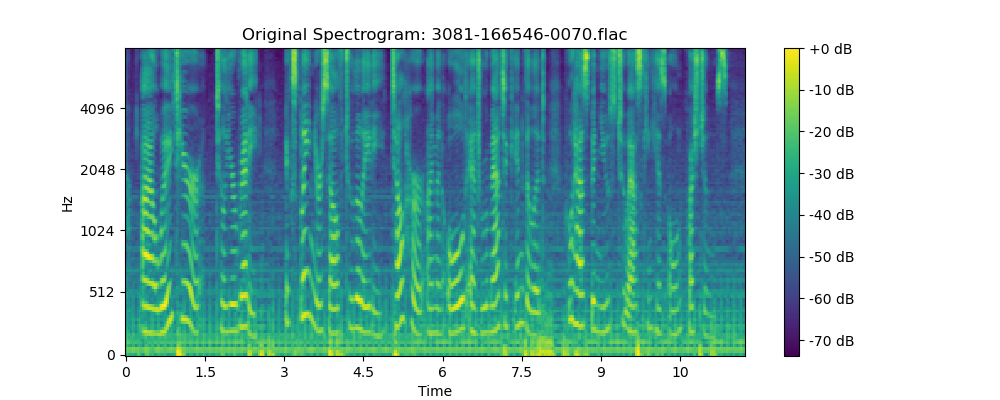 Original Spectrogram: 3081-166546-0070.flac
Hz
4096
2048
1024
512
0
0 1.5 3 4.5 6 7.5 9 10
Time
+0 dB
-10 dB
-20 dB
-30 dB
-40 dB
-50 dB
-60 dB
-70 dB